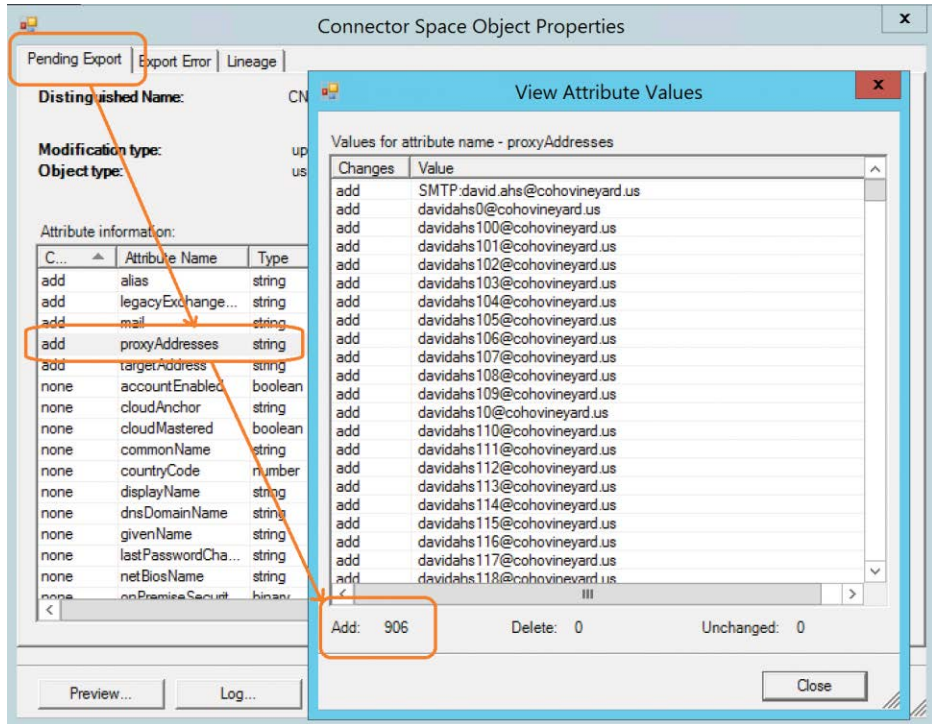 Connector Space Object Properties
x
Pending Export
Export Error
Lineage
Distinguished Name:
CN
Modification type:
up
Object type:
us
Attribute information:
C...
Attribute Name
Type
add alias string
add legacyExchange... string
add mail string
add proxyAddresses string
add targetAddress string
none accountEnabled boolean
none cloudAnchor string
none cloudMastered boolean
none commonName string
none countryCode number
none displayName string
none dnsDomainName string
none givenName string
none lastPasswordCha... string
none netBiosName string
none onPremiseSecurit binary
Preview...
Log...
View Attribute Values
x
Values for attribute name - proxyAddresses
Changes Value
add SMTP:david.ahs@cohovineyard.us
add davidahs0@cohovineyard.us
add davidahs100@cohovineyard.us
add davidahs101@cohovineyard.us
add davidahs102@cohovineyard.us
add davidahs103@cohovineyard.us
add davidahs104@cohovineyard.us
add davidahs105@cohovineyard.us
add davidahs106@cohovineyard.us
add davidahs107@cohovineyard.us
add davidahs108@cohovineyard.us
add davidahs109@cohovineyard.us
add davidahs10@cohovineyard.us
add davidahs110@cohovineyard.us
add davidahs111@cohovineyard.us
add davidahs112@cohovineyard.us
add davidahs113@cohovineyard.us
add davidahs114@cohovineyard.us
add davidahs115@cohovineyard.us
add davidahs116@cohovineyard.us
add davidahs117@cohovineyard.us
add davidahs118@cohovineyard.us
Add: 906 Delete: 0 Unchanged: 0
Close